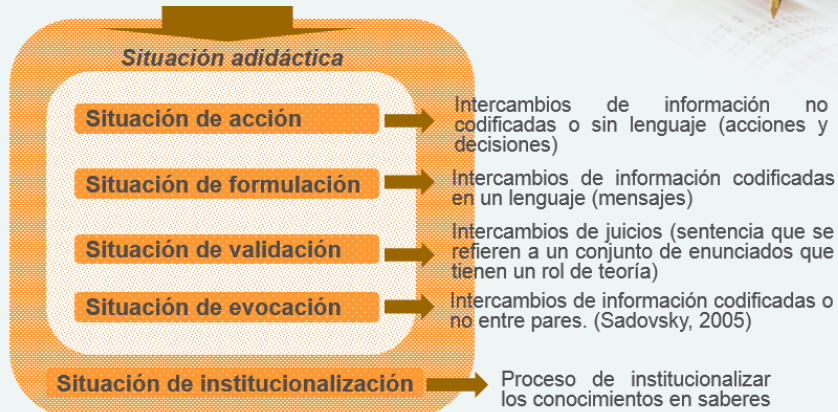 Situación adidáctica
Situación de acción
Intercambios de información no
codificadas o sin lenguaje (acciones y
decisiones)
Situación de formulación
Intercambios de información codificadas
en un lenguaje (mensajes)
Situación de validación
Intercambios de juicios (sentencia que se
refieren a un conjunto de enunciados que
tienen un rol de teoría)
Situación de evocación
Intercambios de información codificadas o
no entre pares. (Sadovsky, 2005)
Situación de institucionalización
Proceso de institucionalizar
los conocimientos en saberes